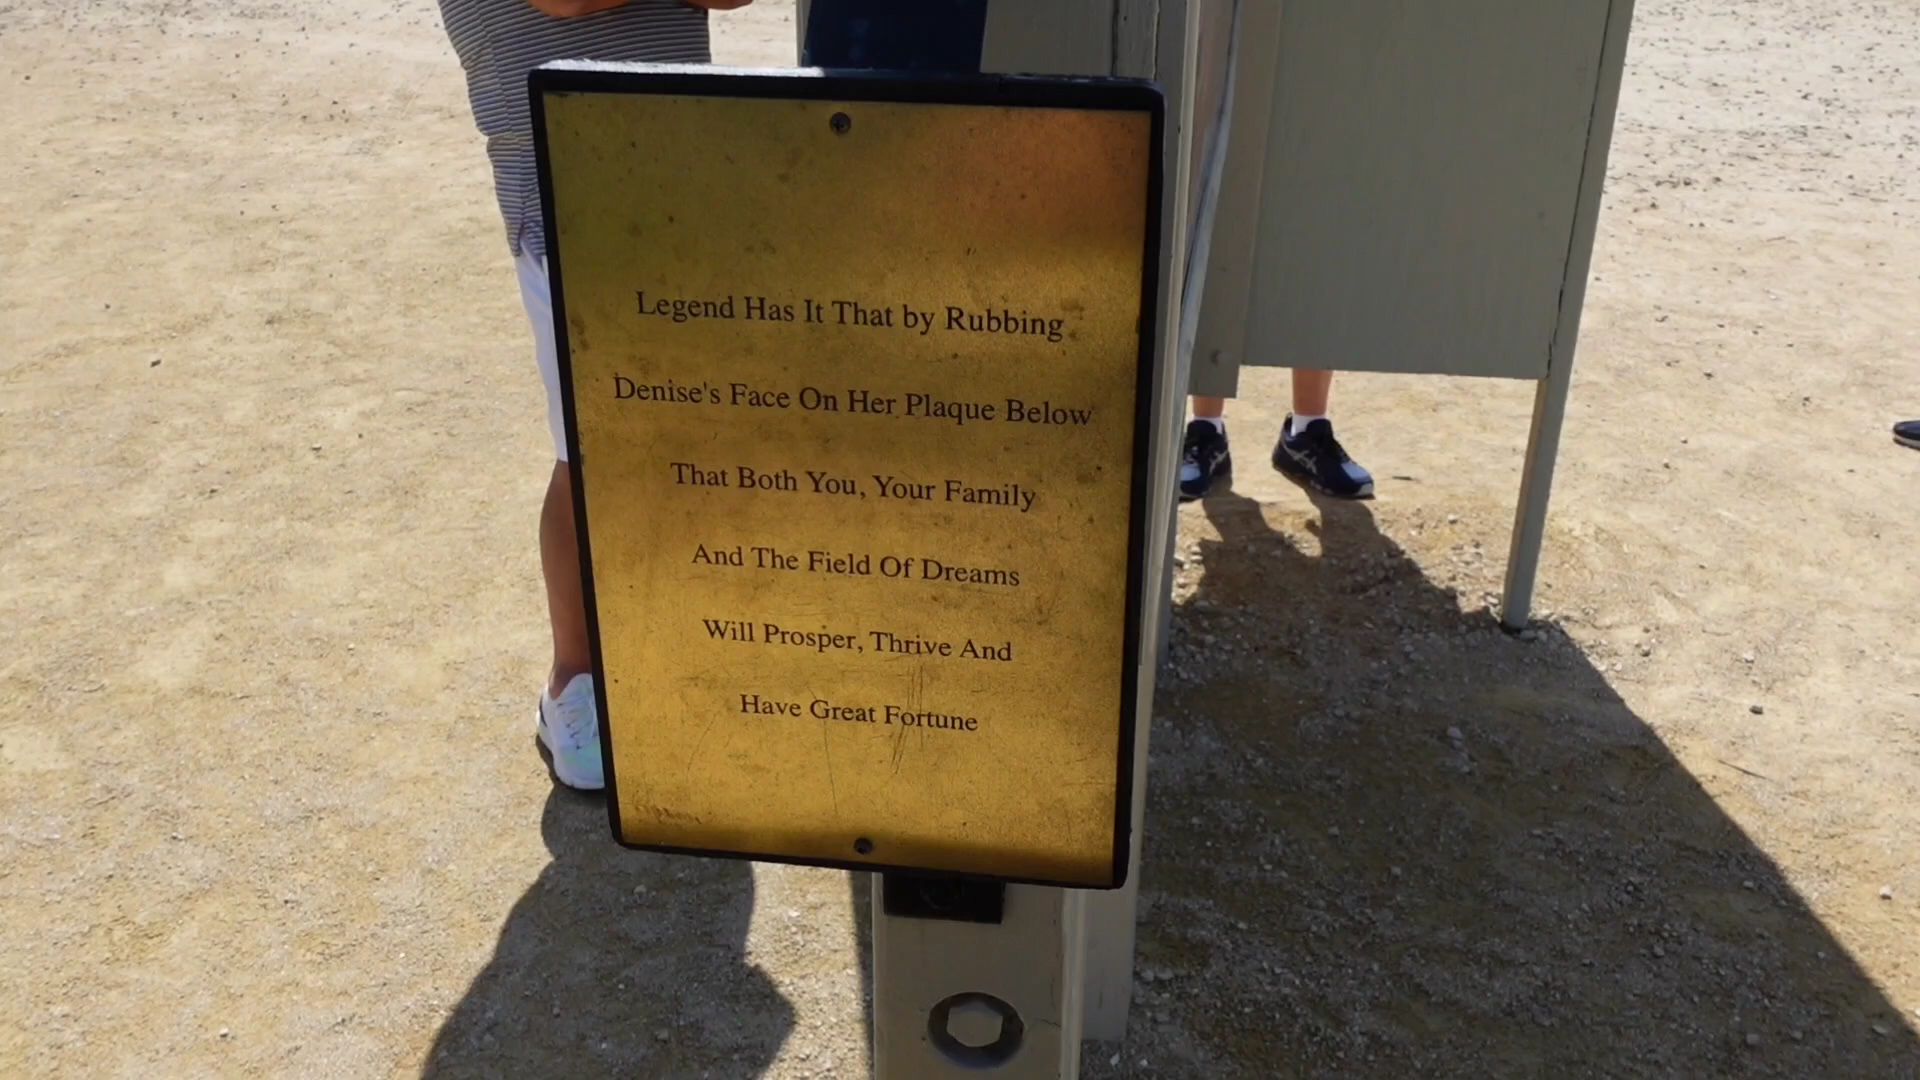 Legend Has It That by Rubbing
Denise's Face On Her Plaque Below
That Both You, Your Family
And The Field Of Dreams
Will Prosper, Thrive And
Have Great Fortune